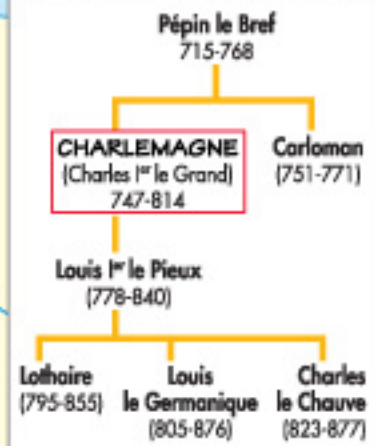 Pépin le Bref
715-768
CHARLEMAGNE
(Charles Iᵉʳ le Grand)
747-814
Carloman
(751-771)
Louis Iᵉʳ le Pieux
(778-840)
Lothaire
(795-855)
Louis
le Germanique
(805-876)
Charles
le Chauve
(823-877)